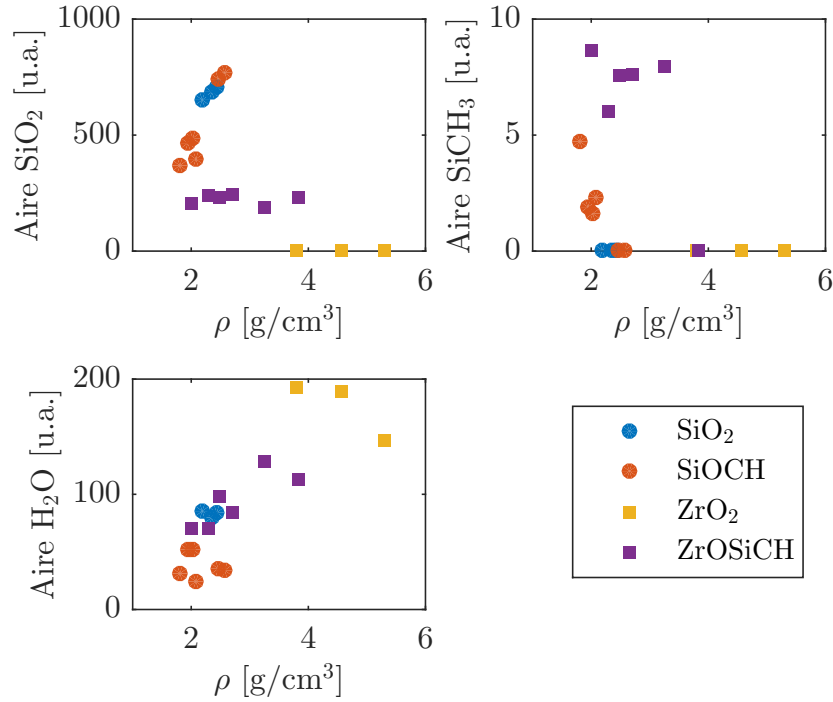 1000
500
0
Aire SiO₂ [u.a.]
2 4 6
ρ [g/cm³]
10
5
0
Aire SiCH₃ [u.a.]
2 4 6
ρ [g/cm³]
200
100
0
Aire H₂O [u.a.]
2 4 6
ρ [g/cm³]
SiO₂
SiOCH
ZrO₂
ZrOSiCH